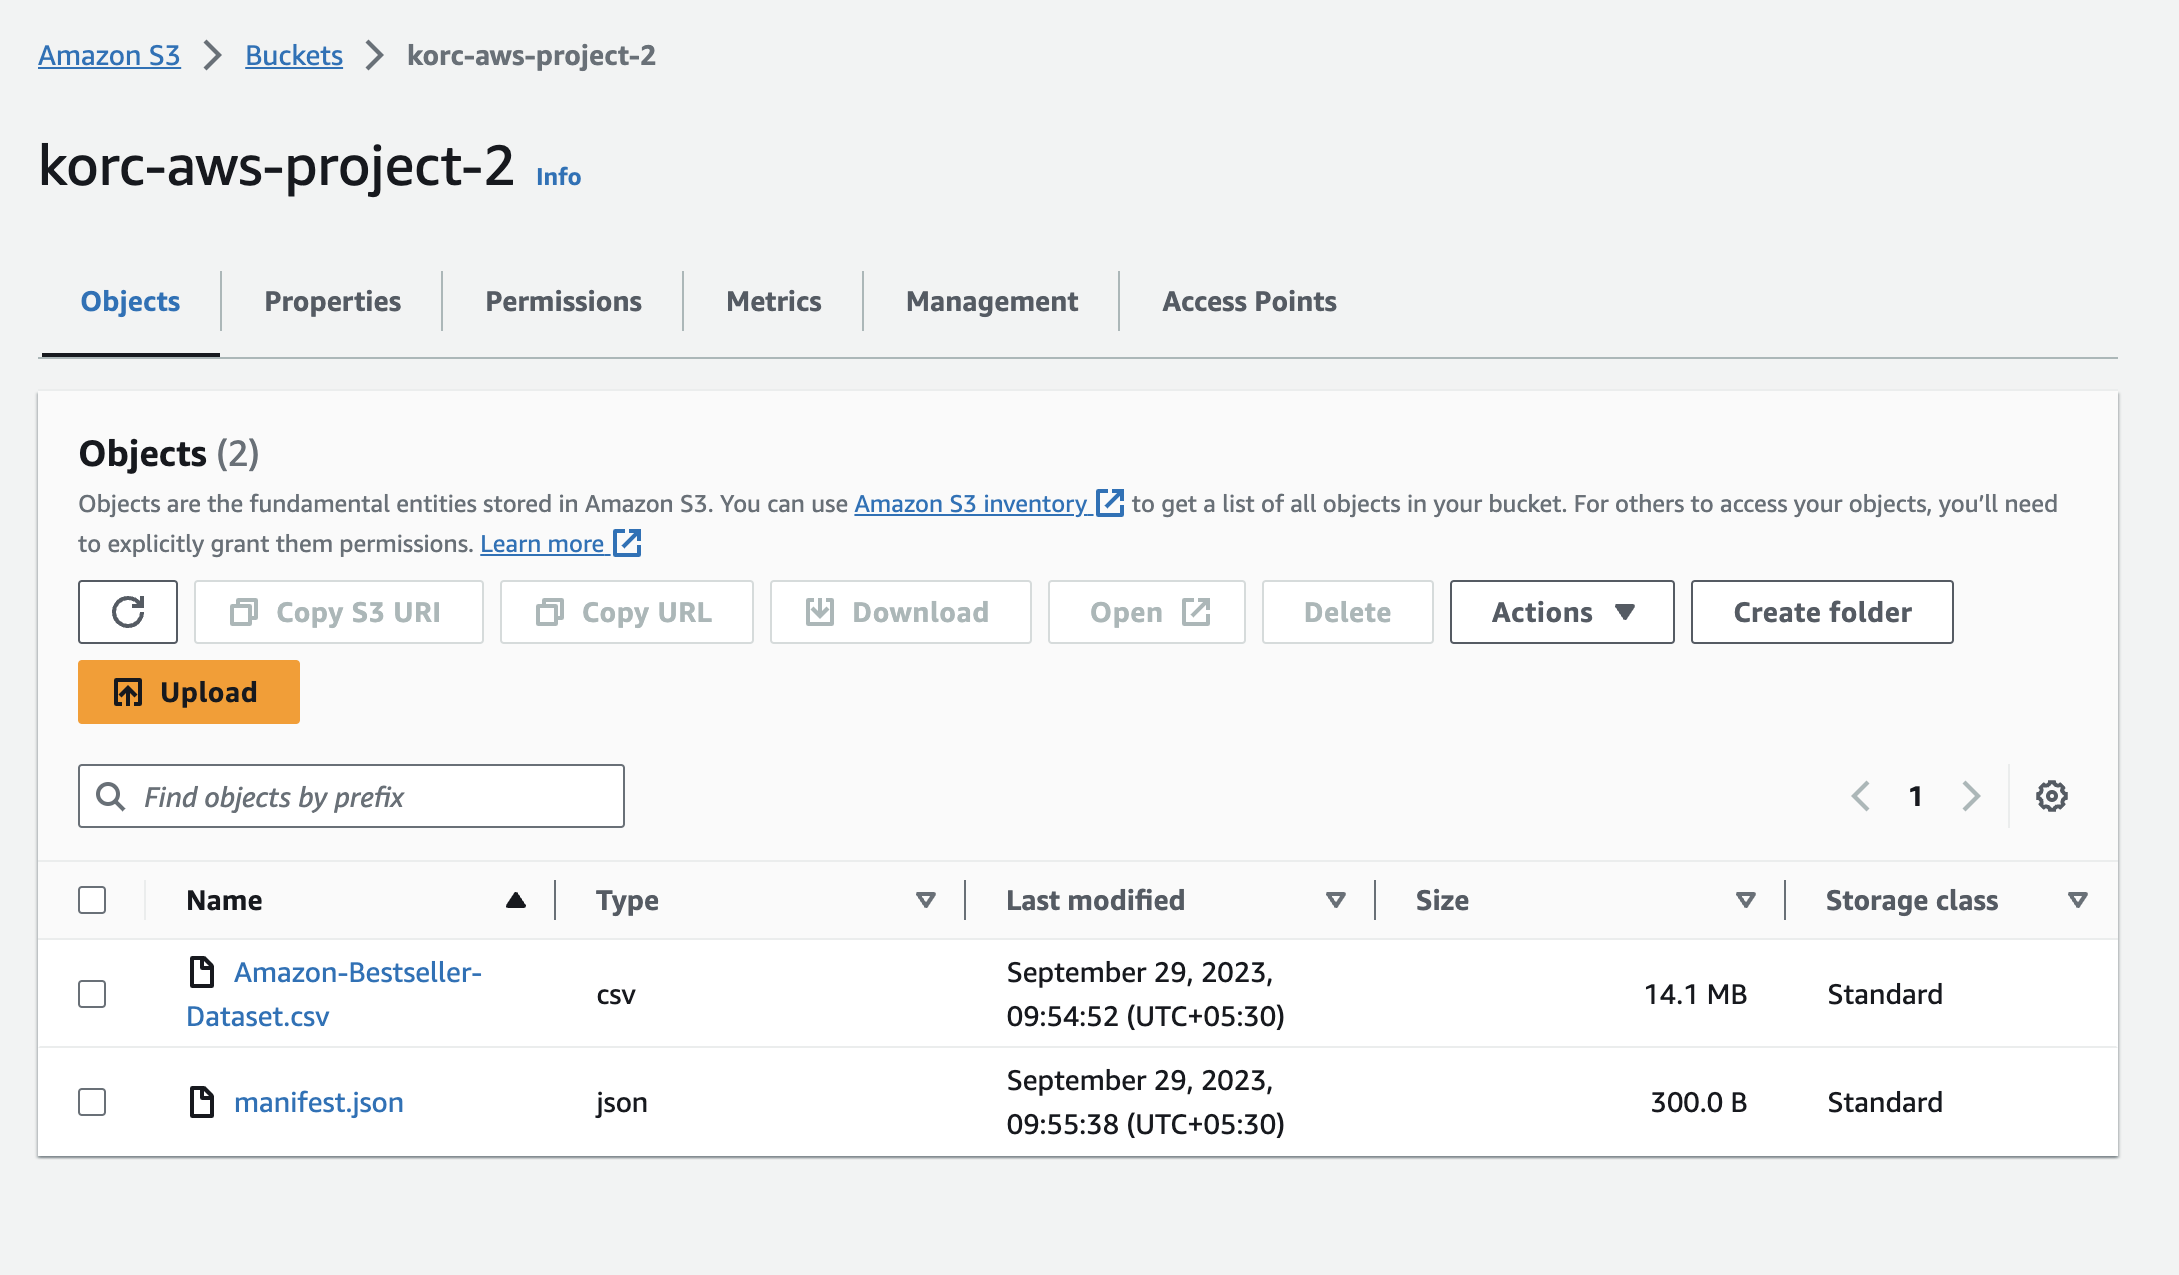 Amazon S3 Buckets korc-aws-project-2
korc-aws-project-2 Info
Objects Properties Permissions Metrics Management Access Points
Objects (2)
Objects are the fundamental entities stored in Amazon S3. You can use Amazon S3 inventory to get a list of all objects in your bucket. For others to access your objects, you’ll need
to explicitly grant them permissions. Learn more
Copy S3 URI Copy URL Download Open Delete Actions Create folder
Upload
Find objects by prefix 1
Name Type Last modified Size Storage class
Amazon-Bestseller-
Dataset.csv
csv
September 29, 2023,
09:54:52 (UTC+05:30)
14.1 MB
Standard
manifest.json
json
September 29, 2023,
09:55:38 (UTC+05:30)
300.0 B
Standard